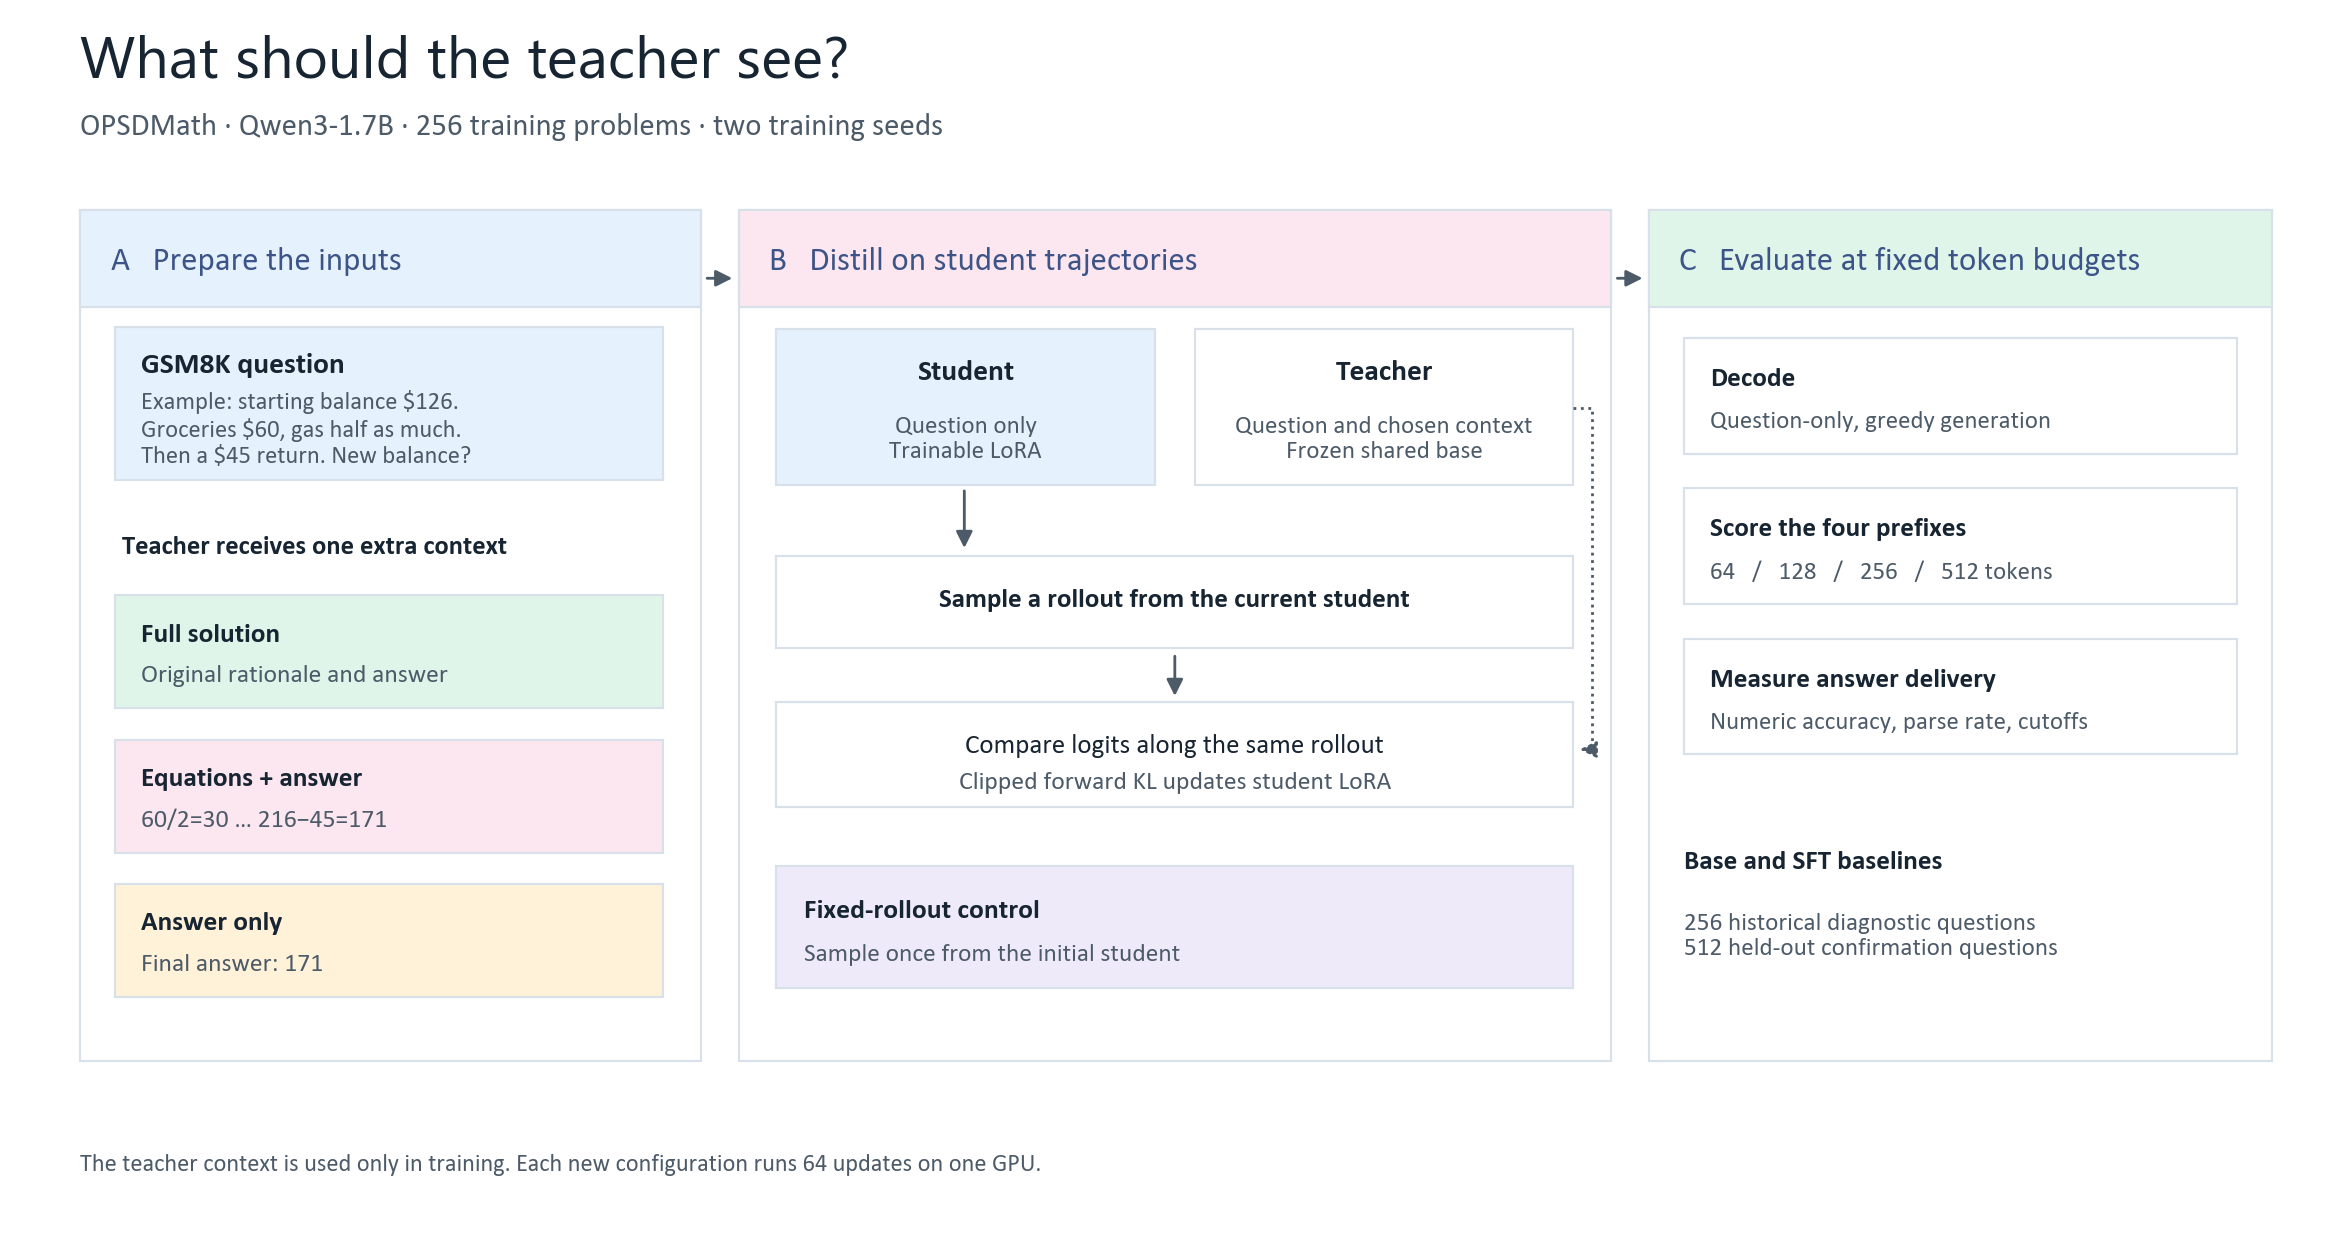 What should the teacher see?
OPSDMath · Qwen3-1.7B · 256 training problems · two training seeds
A Prepare the inputs
GSM8K question
Example: starting balance $126.
Groceries $60, gas half as much.
Then a $45 return. New balance?
Teacher receives one extra context
Full solution
Original rationale and answer
Equations + answer
60/2=30 ... 216−45=171
Answer only
Final answer: 171
B Distill on student trajectories
Student
Question only
Trainable LoRA
Teacher
Question and chosen context
Frozen shared base
Sample a rollout from the current student
Compare logits along the same rollout
Clipped forward KL updates student LoRA
Fixed-rollout control
Sample once from the initial student
C Evaluate at fixed token budgets
Decode
Question-only, greedy generation
Score the four prefixes
64 / 128 / 256 / 512 tokens
Measure answer delivery
Numeric accuracy, parse rate, cutoffs
Base and SFT baselines
256 historical diagnostic questions
512 held-out confirmation questions
The teacher context is used only in training. Each new configuration runs 64 updates on one GPU.